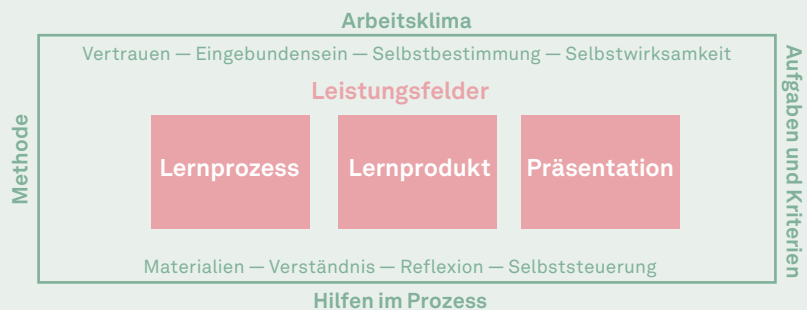 Arbeitsklima
Vertrauen — Eingebundensein — Selbstbestimmung — Selbstwirksamkeit
Leistungsfelder
Methode
Lernprozess
Lernprodukt
Präsentation
Aufgaben und Kriterien
Materialien — Verständnis — Reflexion — Selbststeuerung
Hilfen im Prozess